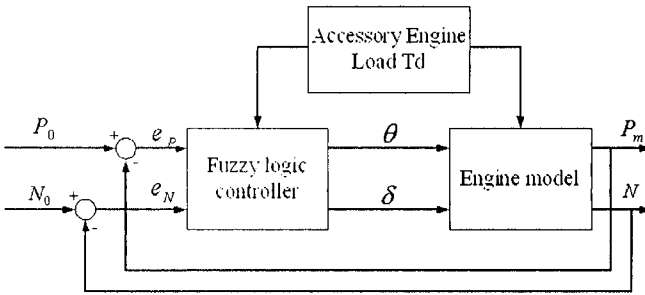 Accessory Engine
Load Td
P₀
+
-
e_P
θ
P_m
Fuzzy logic
controller
Engine model
N₀
+
-
e_N
δ
N